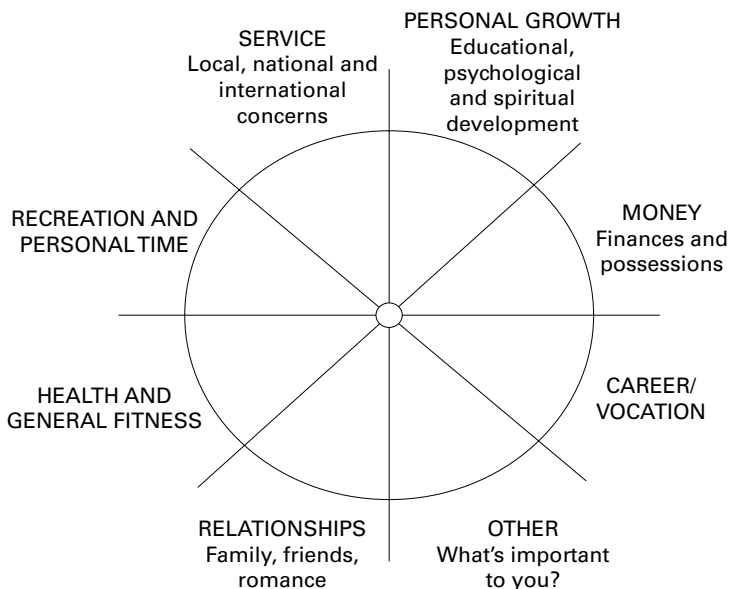 SERVICE
Local, national and
international
concerns
PERSONAL GROWTH
Educational,
psychological
and spiritual
development
MONEY
Finances and
possessions
CAREER/
VOCATION
OTHER
What's important
to you?
RELATIONSHIPS
Family, friends,
romance
HEALTH AND
GENERAL FITNESS
RECREATION AND
PERSONAL TIME